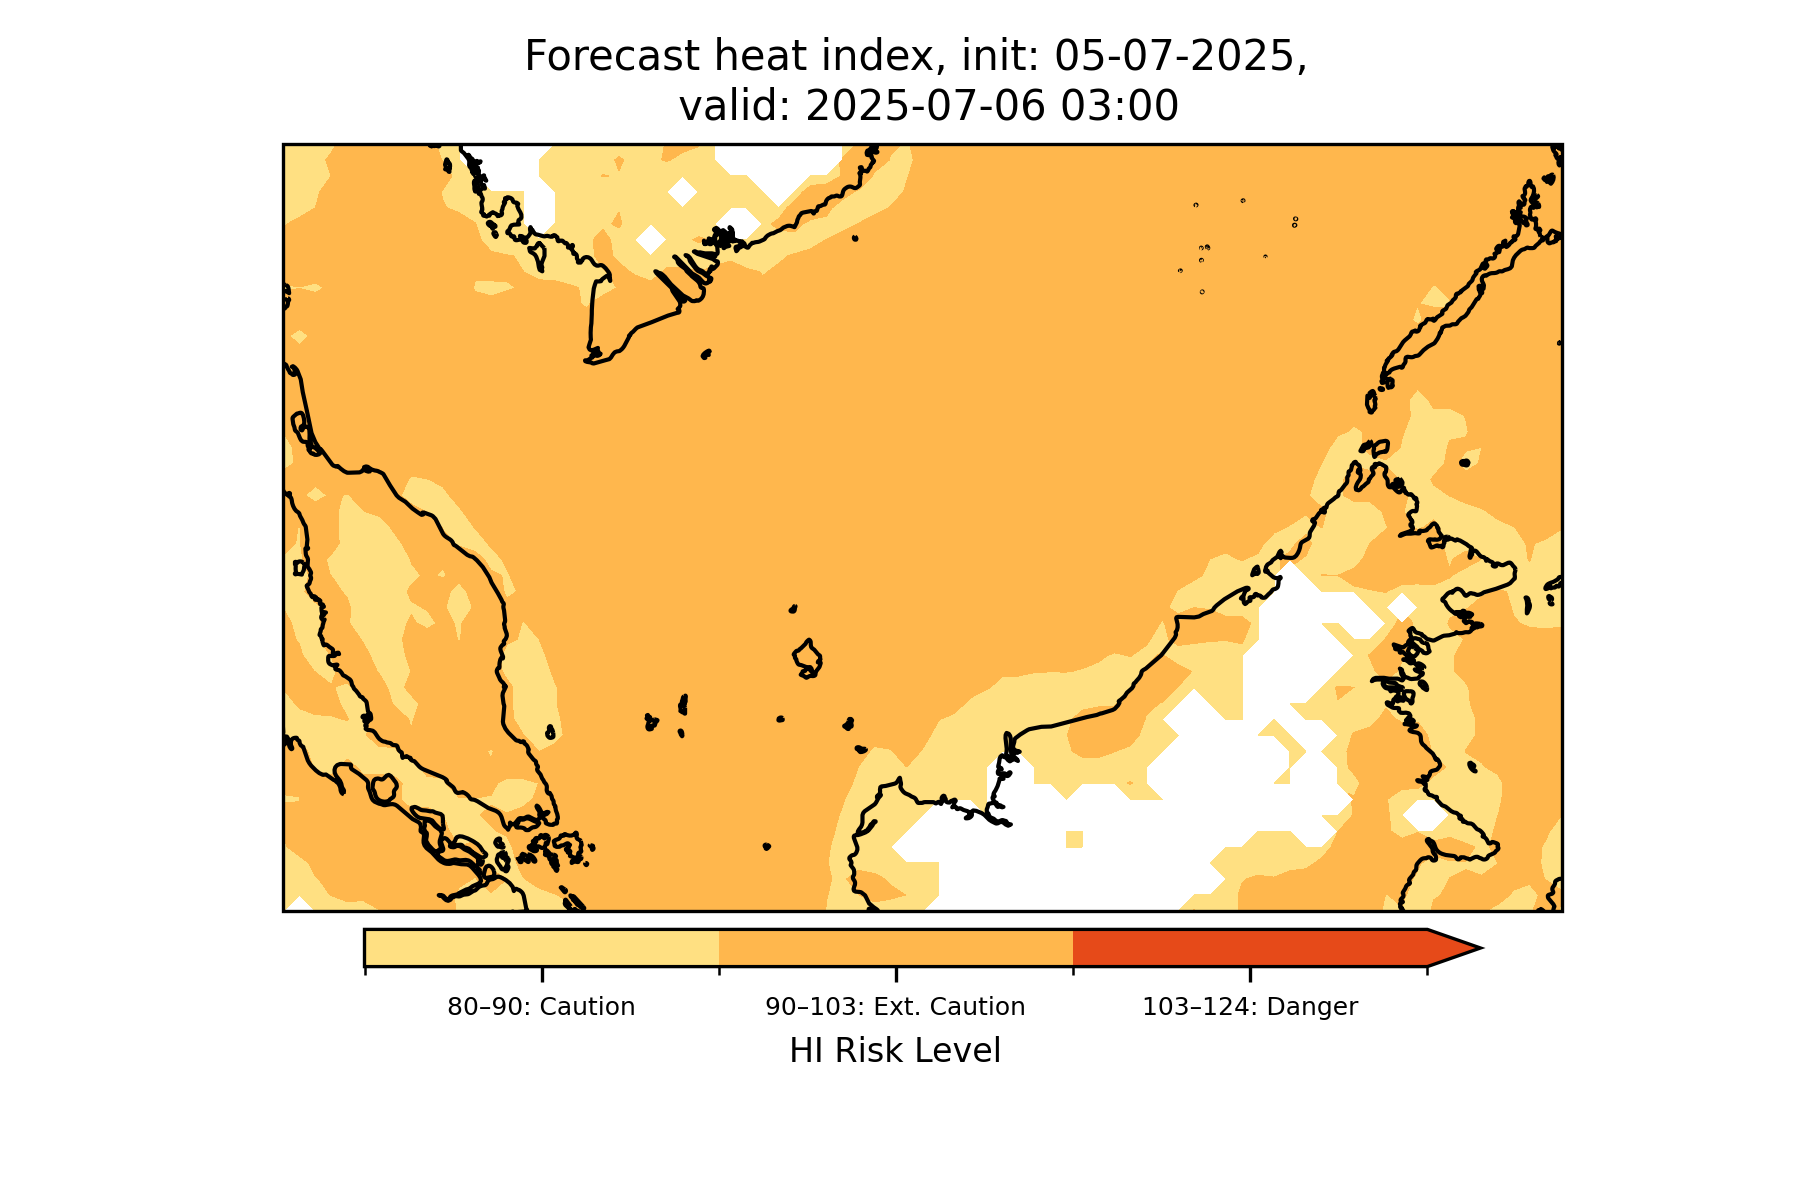 Forecast heat index, init: 05-07-2025,
valid: 2025-07-06 03:00
80–90: Caution
90–103: Ext. Caution
103–124: Danger
HI Risk Level